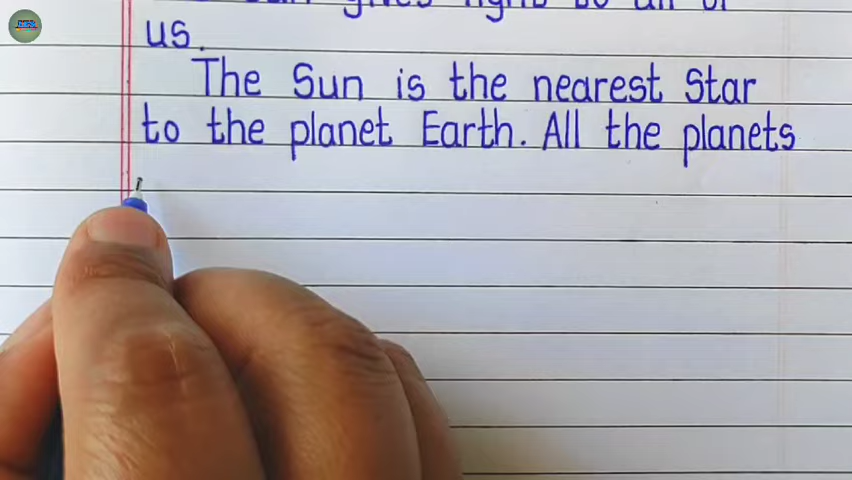 us.
The Sun is the nearest Star
to the planet Earth. All the planets